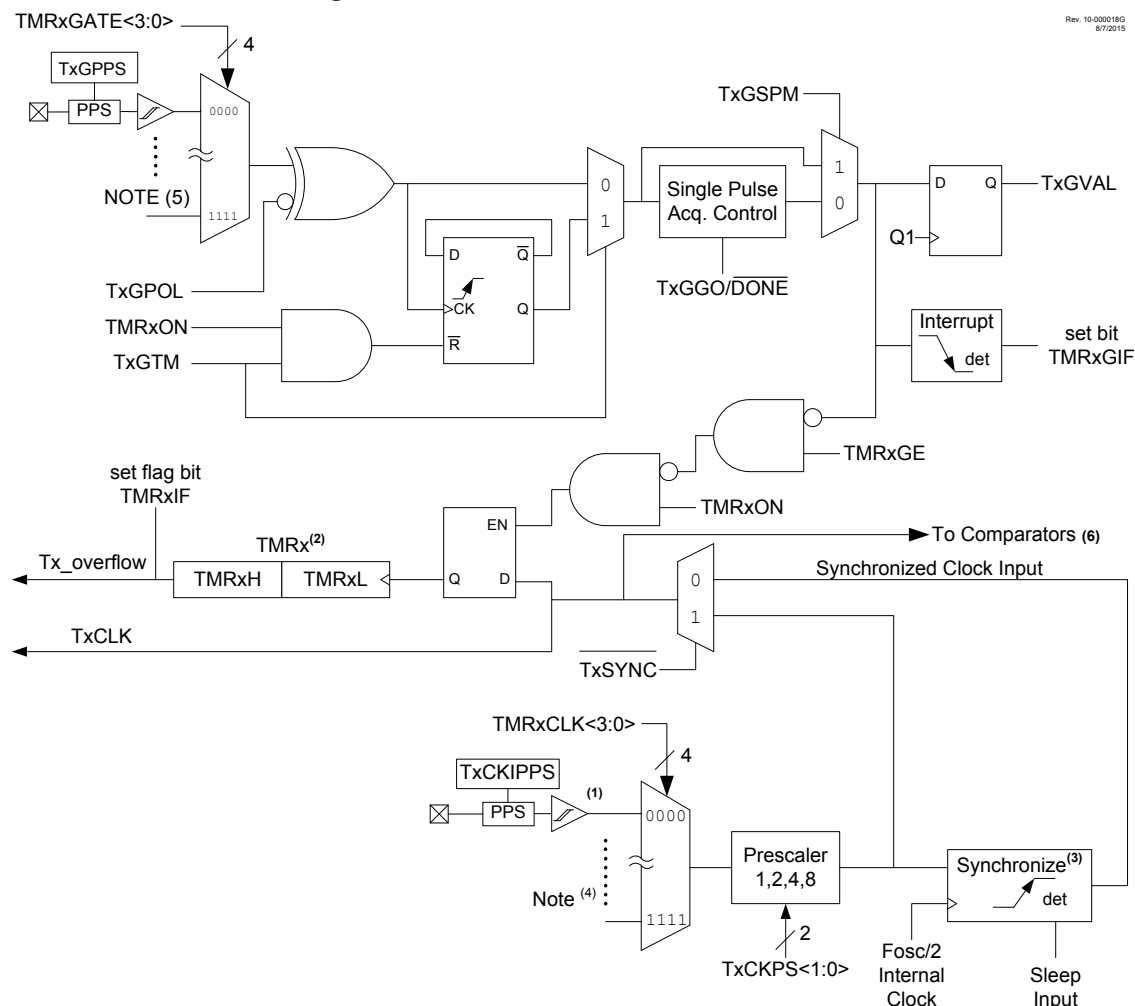 TMRxGATE<3:0>
Rev. 10-000018G
8/7/2015
4
TxGPPS
PPS
0000
TxGSPM
NOTE (5)
1111
0
1
Single Pulse
Acq. Control
1
0
D
Q
TxGVAL
Q1
D
Q
CK
Q
R
TxGPOL
TMRxON
TxGTM
TxGGO/DONE
Interrupt
det
set bit
TMRxGIF
TMRxGE
set flag bit
TMRxIF
TMRxON
EN
Q
D
Tx_overflow
TMRx(2)
TMRxH
TMRxL
To Comparators (6)
0
1
Synchronized Clock Input
TxCLK
TxSYNC
TMRxCLK<3:0>
4
TxCKIPPS
PPS
(1)
0000
Note (4)
1111
Prescaler
1,2,4,8
2
TxCKPS<1:0>
Synchronize(3)
det
Fosc/2
Internal
Clock
Sleep
Input